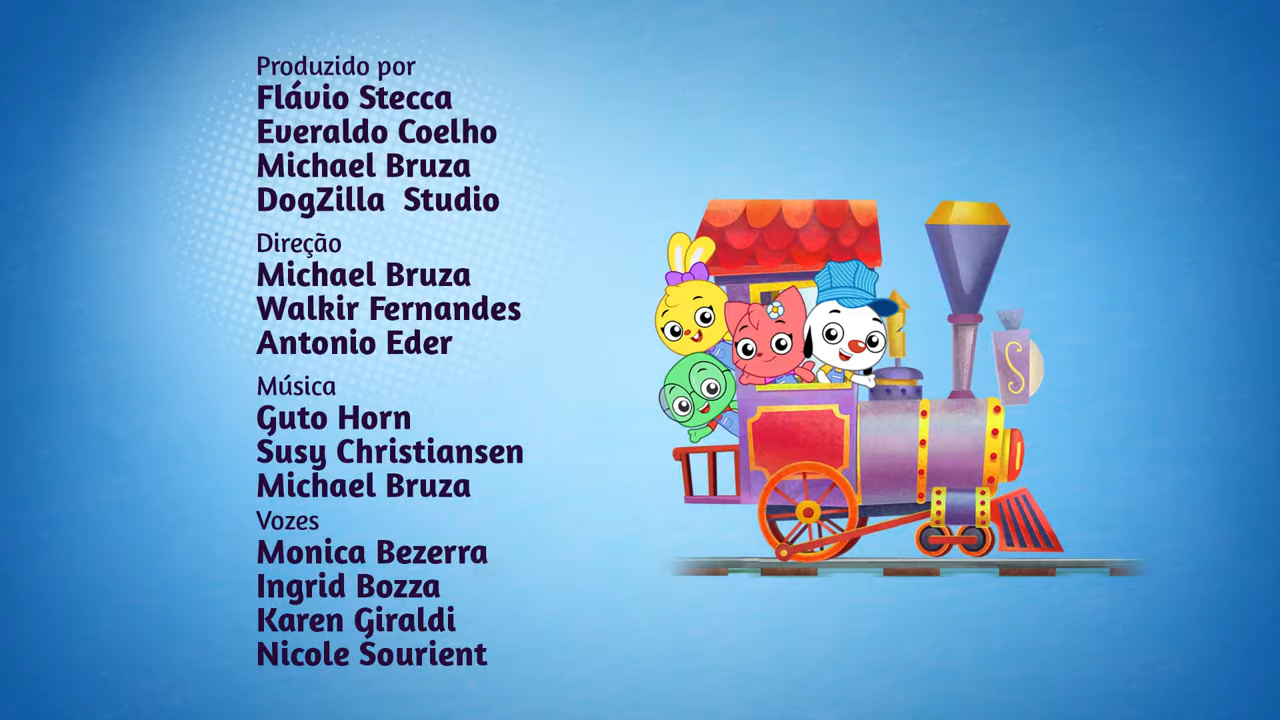 Produzido por
Flávio Stecca
Everaldo Coelho
Michael Bruza
DogZilla  Studio
Direção
Michael Bruza
Walkir Fernandes
Antonio Eder
Música
Guto Horn
Susy Christiansen
Michael Bruza
Vozes
Monica Bezerra
Ingrid Bozza
Karen Giraldi
Nicole Sourient
S